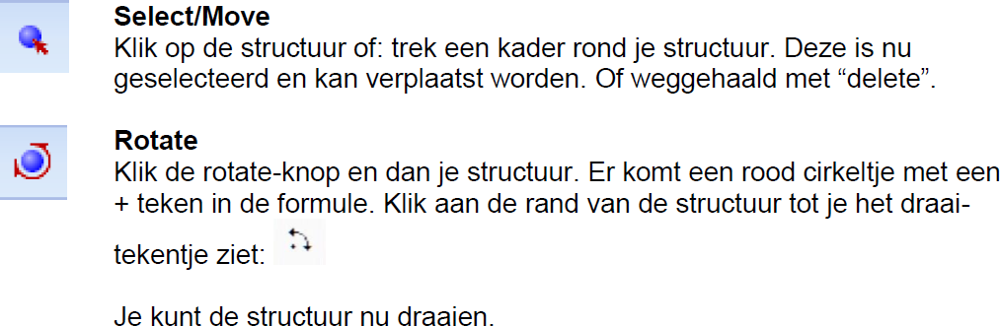 Select/Move
Klik op de structuur of: trek een kader rond je structuur. Deze is nu
geselecteerd en kan verplaatst worden. Of weggehaald met “delete”.
Rotate
Klik de rotate-knop en dan je structuur. Er komt een rood cirkeltje met een
+ teken in de formule. Klik aan de rand van de structuur tot je het draai-
tekentje ziet:
Je kunt de structuur nu draaien.